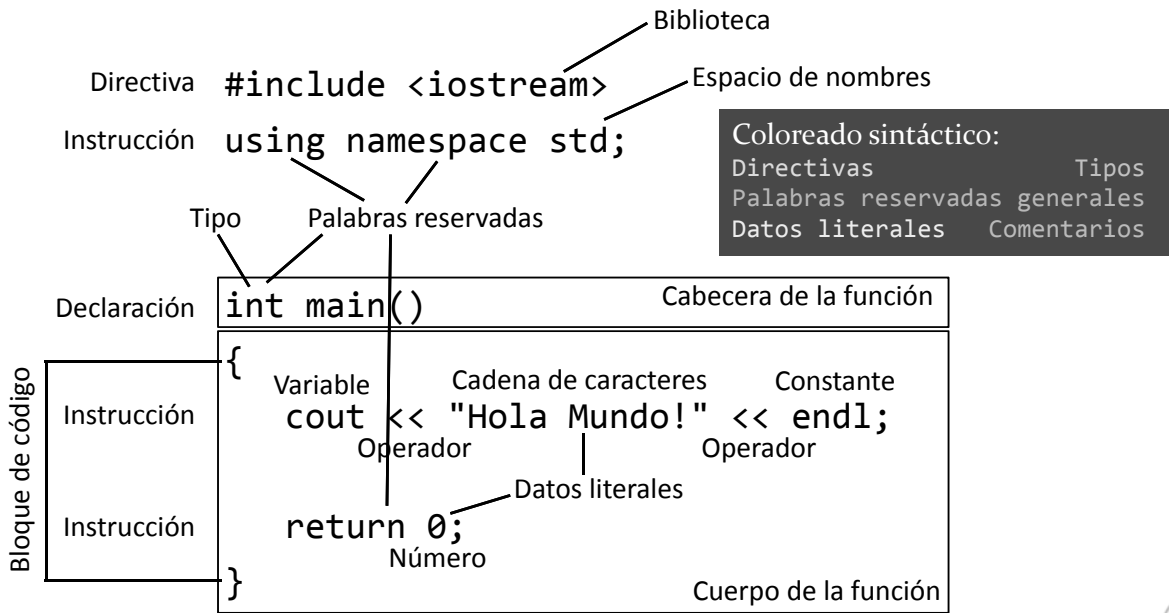 Biblioteca
Directiva #include <iostream>
Espacio de nombres
Instrucción using namespace std;
Coloreado sintáctico:
Directivas Tipos
Palabras reservadas generales
Datos literales Comentarios
Tipo Palabras reservadas
Declaración int main() Cabecera de la función
Bloque de código
{
Variable Cadena de caracteres Constante
Instrucción cout << "Hola Mundo!" << endl;
Operador Operador
Datos literales
Instrucción return 0;
Número
} Cuerpo de la función